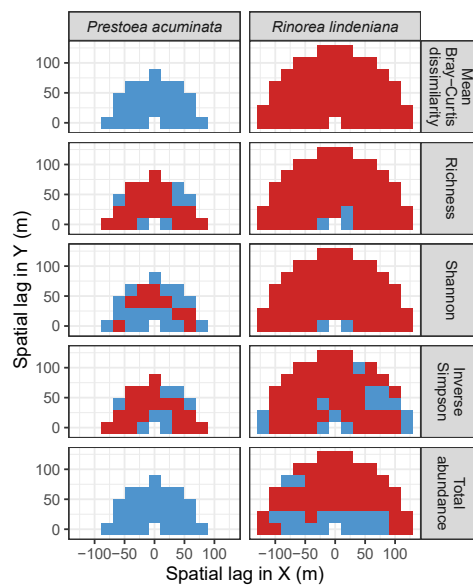 Prestoea acuminata
Rinorea lindeniana
100
50
0
Mean
Bray−Curtis
dissimilarity
100
50
0
Richness
100
50
0
Shannon
100
50
0
Inverse
Simpson
100
50
0
Total
abundance
−100 −50 0 50 100
−100 −50 0 50 100
Spatial lag in X (m)
Spatial lag in Y (m)